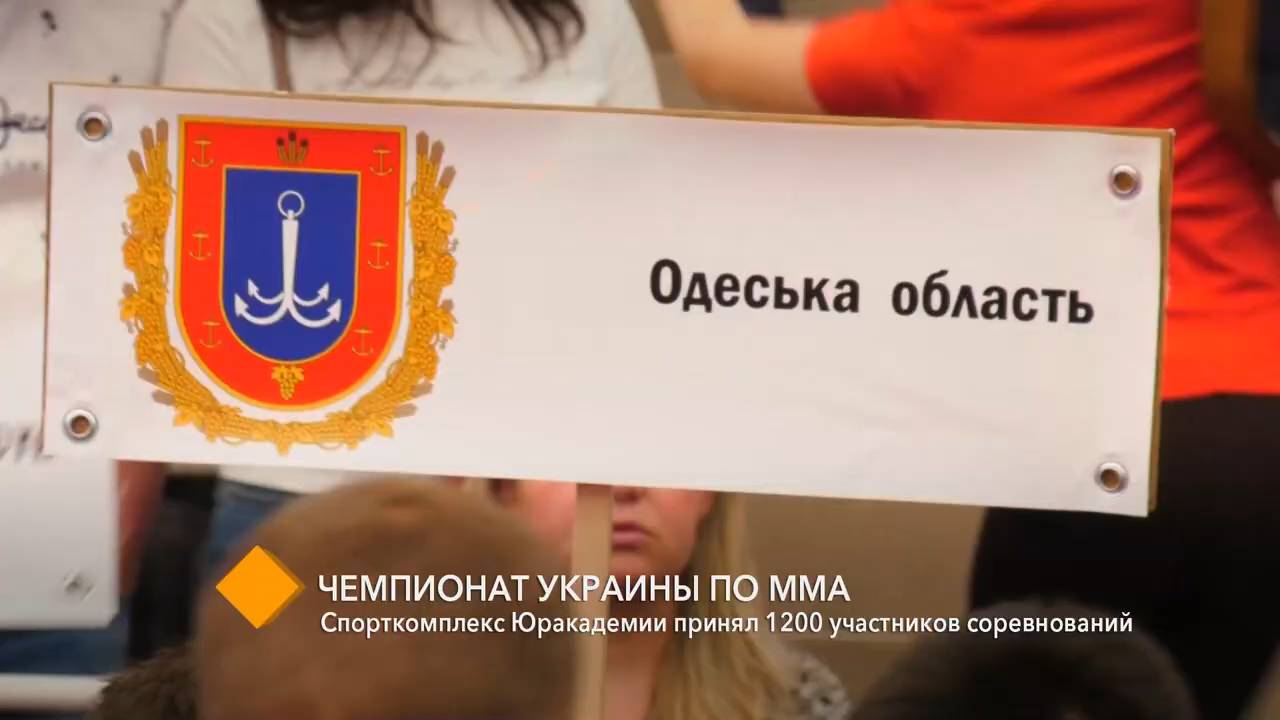 Одеська область
ЧЕМПИОНАТ УКРАИНЫ ПО ММА
Спорткомплекс Юракадемии принял 1200 участников соревнований